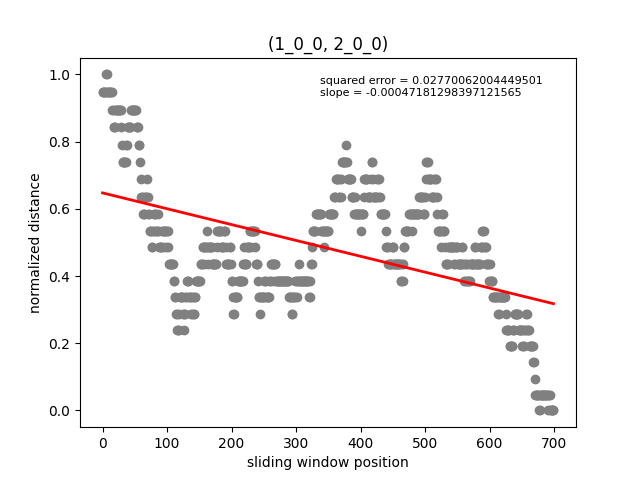 (1_0_0, 2_0_0)
squared error = 0.02770062004449501
slope = -0.00047181298397121565
normalized distance
1.0
0.8
0.6
0.4
0.2
0.0
0 100 200 300 400 500 600 700
sliding window position